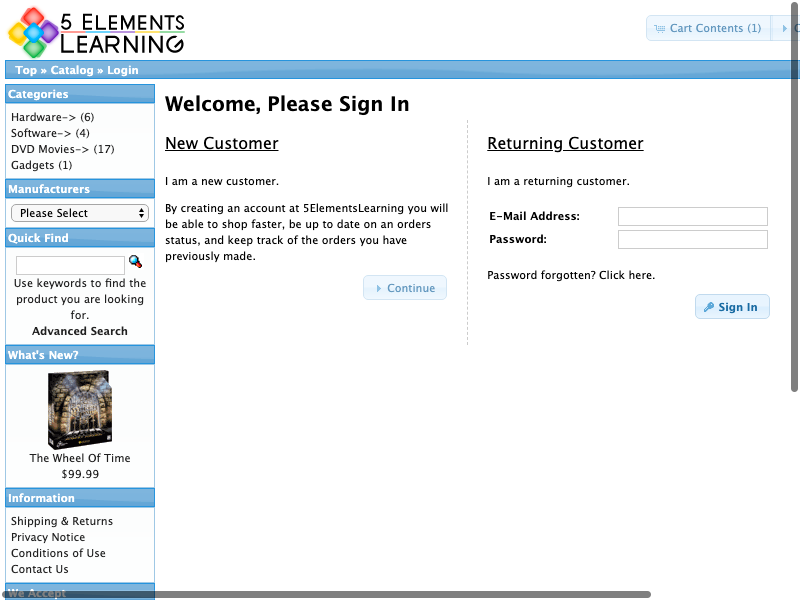 5 ELEMENTS
LEARNING
Cart Contents (1)
Top » Catalog » Login
Categories
Hardware-> (6)
Software-> (4)
DVD Movies-> (17)
Gadgets (1)
Manufacturers
Please Select
Quick Find
Use keywords to find the
product you are looking
for.
Advanced Search
What's New?
The Wheel Of Time
$99.99
Information
Shipping & Returns
Privacy Notice
Conditions of Use
Contact Us
We Accept
Welcome, Please Sign In
New Customer
I am a new customer.
By creating an account at 5ElementsLearning you will
be able to shop faster, be up to date on an orders
status, and keep track of the orders you have
previously made.
Continue
Returning Customer
I am a returning customer.
E-Mail Address:
Password:
Password forgotten? Click here.
Sign In